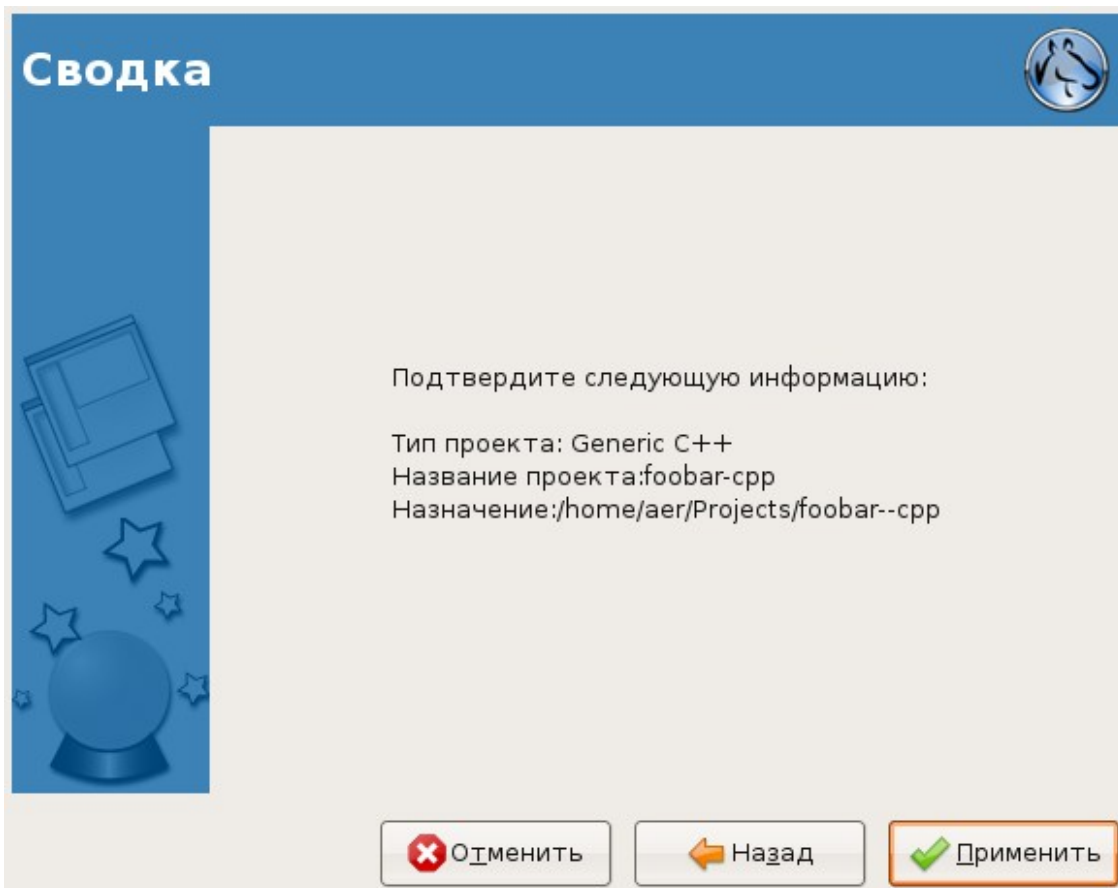 Сводка
Подтвердите следующую информацию:
Тип проекта: Generic C++
Название проекта:foobar-cpp
Назначение:/home/aer/Projects/foobar--cpp
Отменить
Назад
Применить